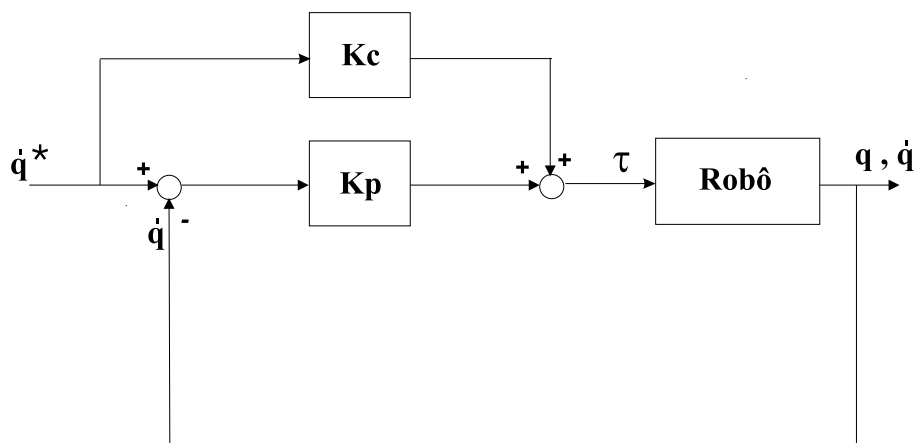 Kc
q̇*
+
Kp
+
+
τ
Robô
q , q̇
q̇
-